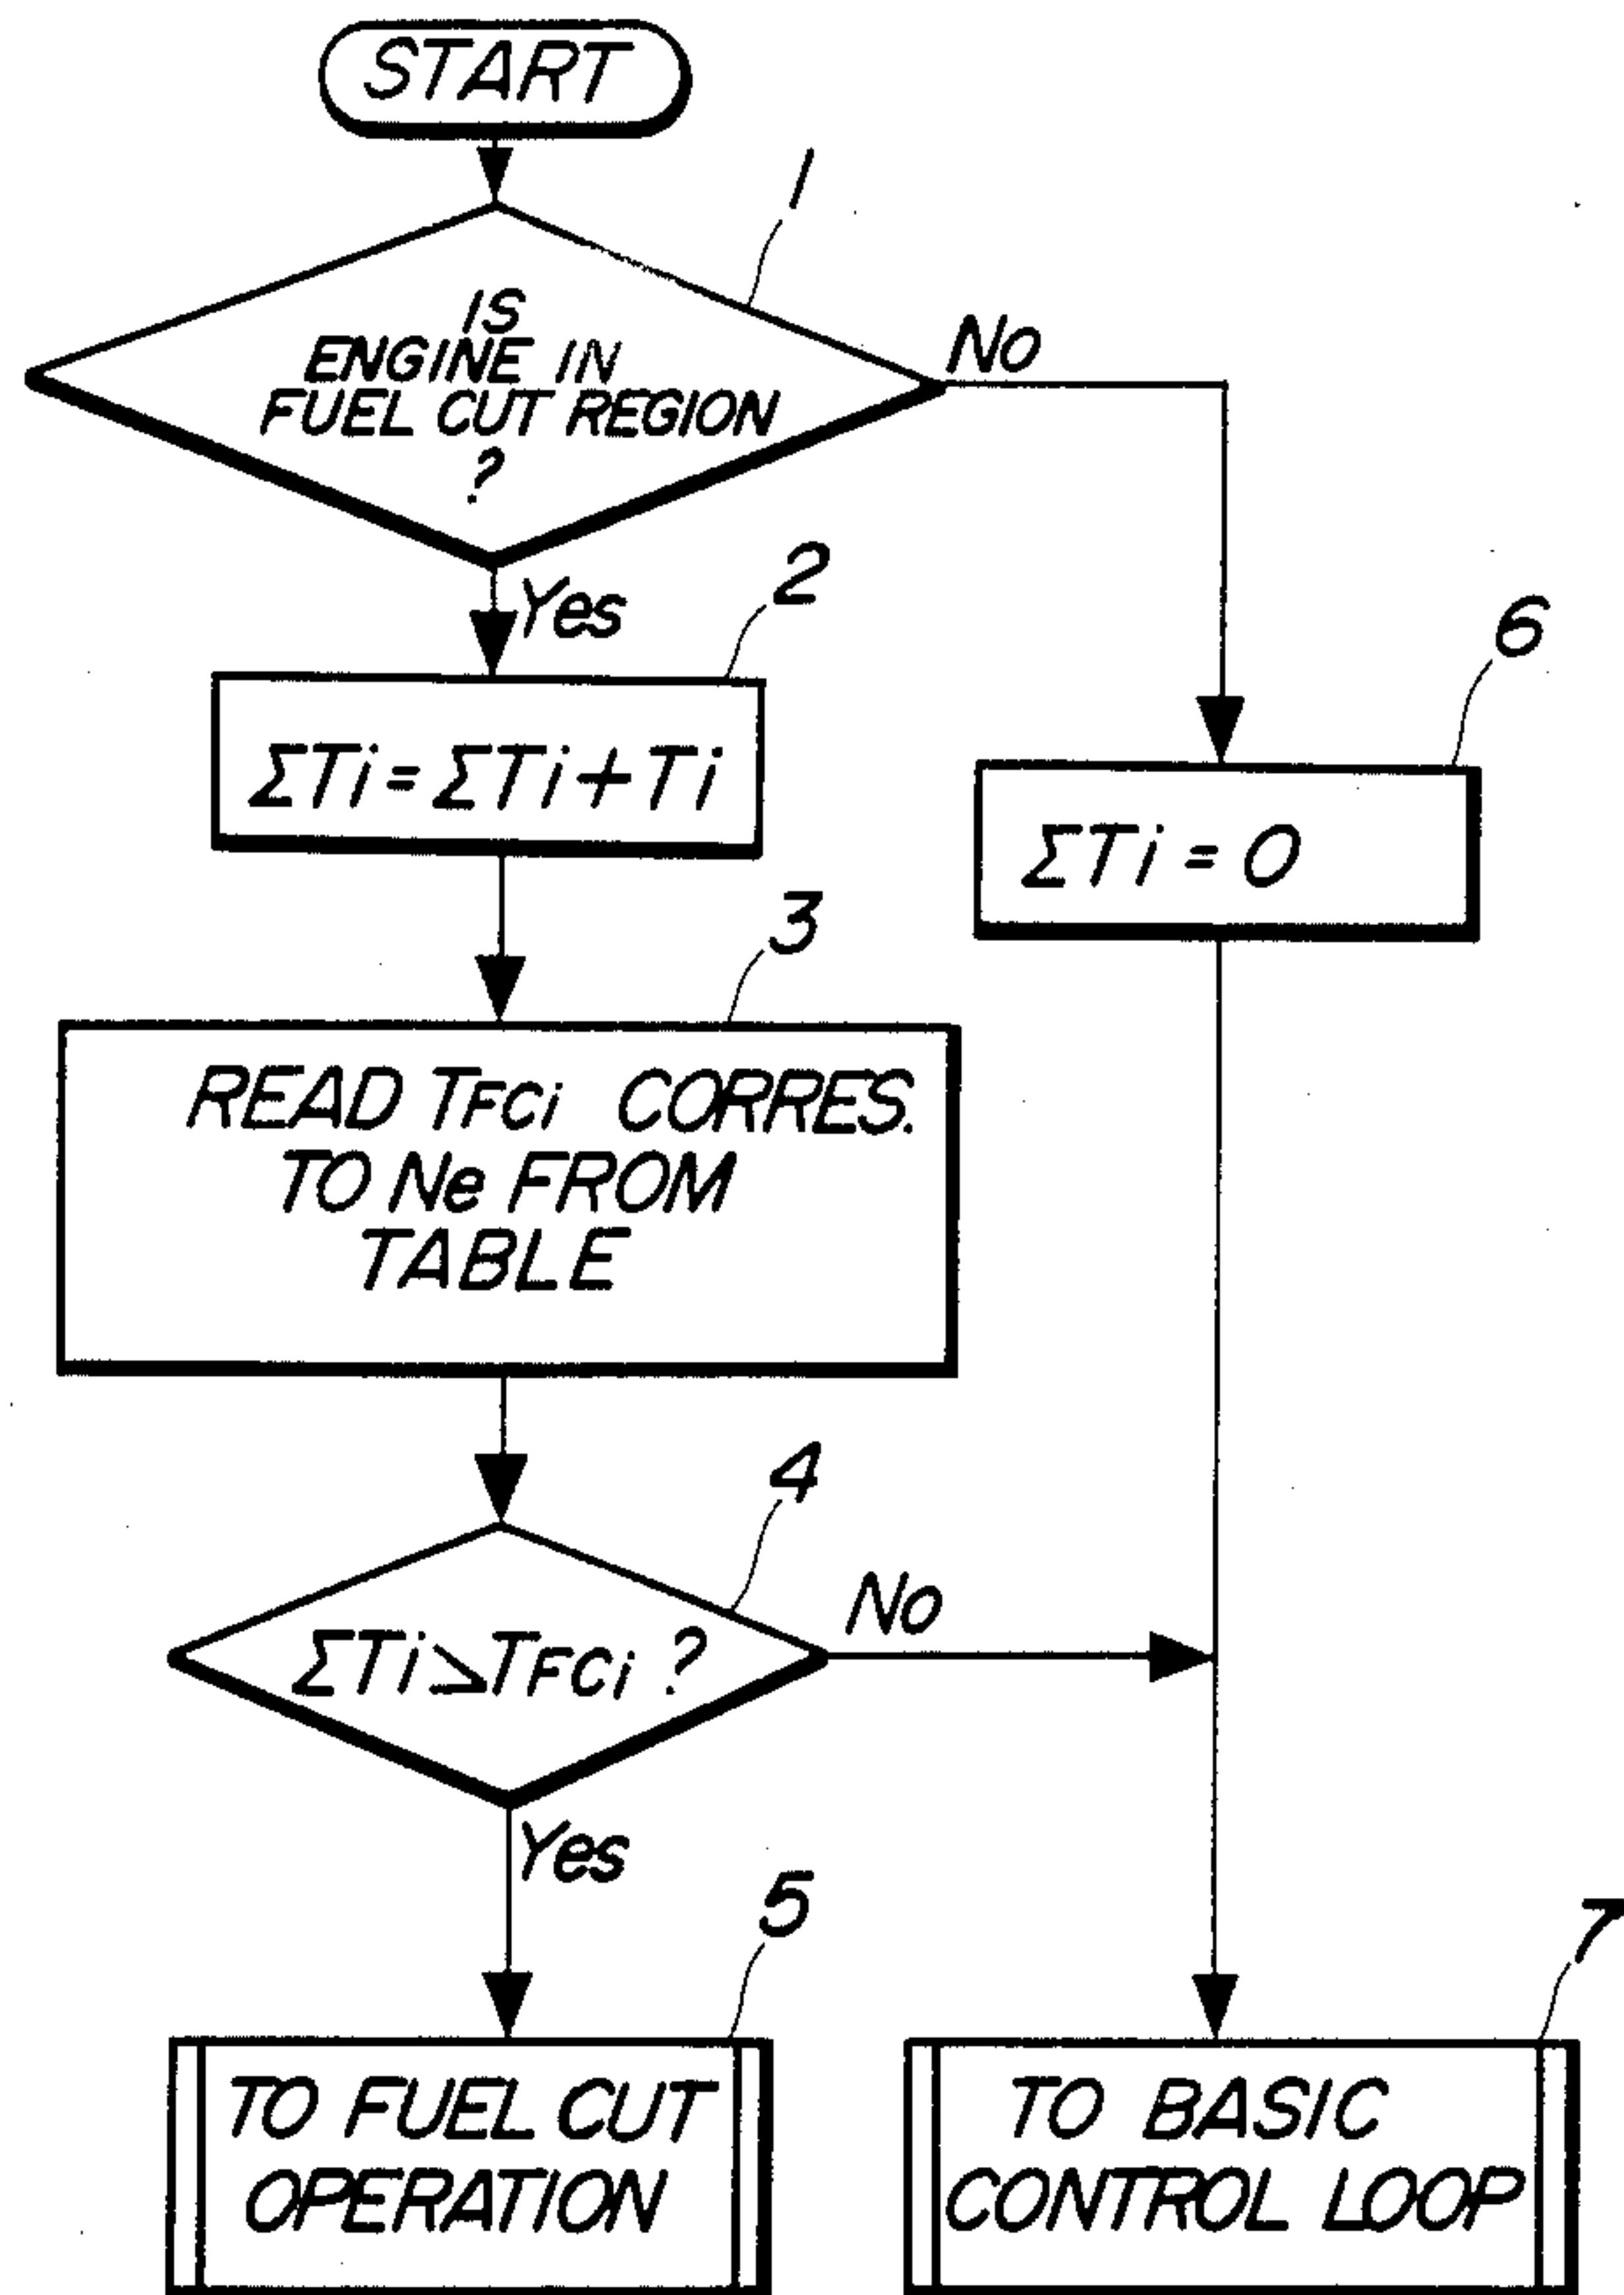 START
1
IS
ENGINE IN
FUEL CUT REGION
?
No
Yes
2
ΣTi=ΣTi+Ti
6
ΣTi=0
3
READ TFCi CORRES.
TO Ne FROM
TABLE
4
ΣTi≥TFCi ?
No
Yes
5
TO FUEL CUT
OPERATION
7
TO BASIC
CONTROL LOOP